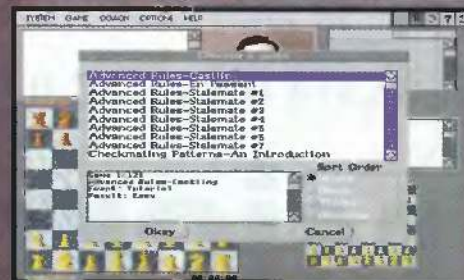 SYSTEM GAME COACH OPTIONS HELP
Advanced Rules-Castlin
Advanced Rules-En Passant
Advanced Rules-Stalemate #1
Advanced Rules-Stalemate #2
Advanced Rules-Stalemate #3
Advanced Rules-Stalemate #4
Advanced Rules-Stalemate #5
Advanced Rules-Stalemate #6
Advanced Rules-Stalemate #7
Checkmating Patterns-An Introduction
Sort Order
Advanced Rules-Castling
Event: Tutorial
Result: Easy
Okay
Cancel